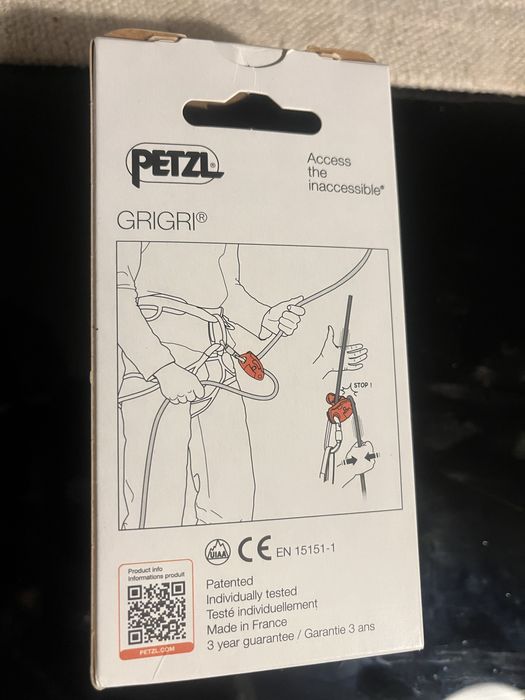 PETZL®
Access
the
inaccessible®
GRIGRI®
STOP !
UIAA
CE EN 15151-1
Product info
Informations produit
PETZL.COM
Patented
Individually tested
Testé individuellement
Made in France
3 year guarantee / Garantie 3 ans